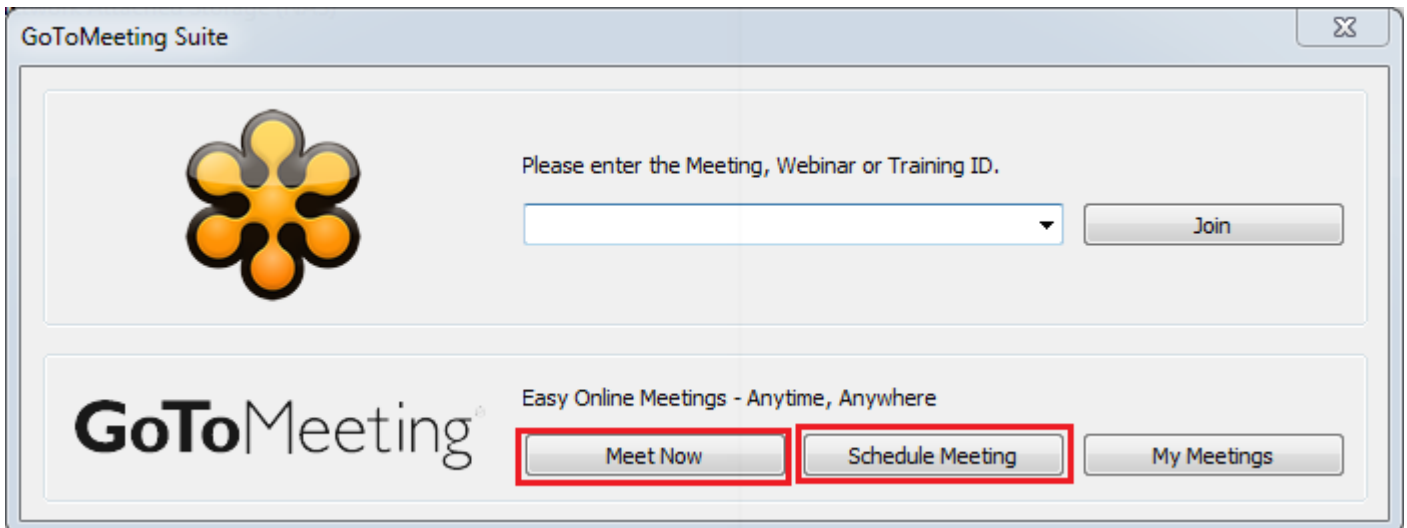 GoToMeeting Suite
Please enter the Meeting, Webinar or Training ID.
Join
Easy Online Meetings - Anytime, Anywhere
GoToMeeting
Meet Now
Schedule Meeting
My Meetings